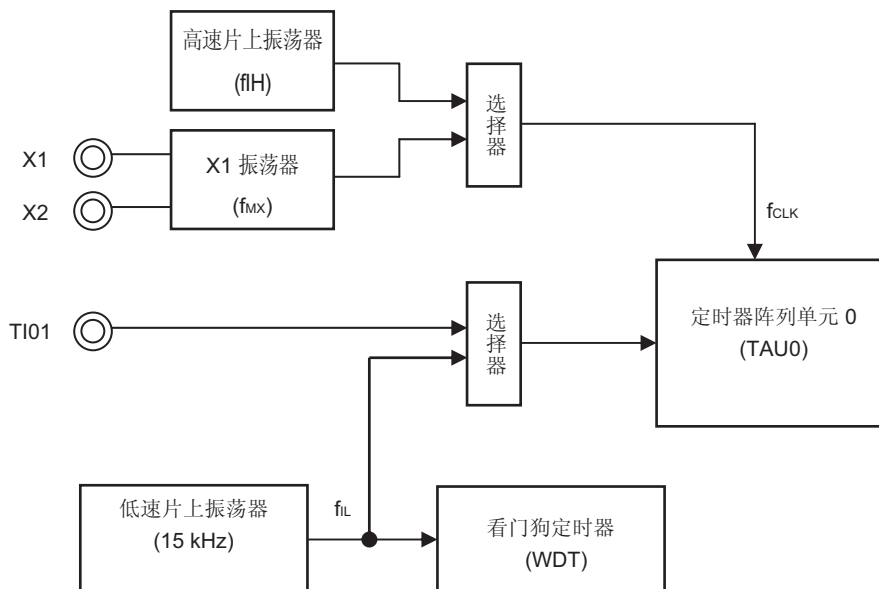 高速片上振荡器
(fIH)
选择器
X1
X1 振荡器
(fMX)
X2
fCLK
TI01
选择器
定时器阵列单元 0
(TAU0)
低速片上振荡器
(15 kHz)
fIL
看门狗定时器
(WDT)